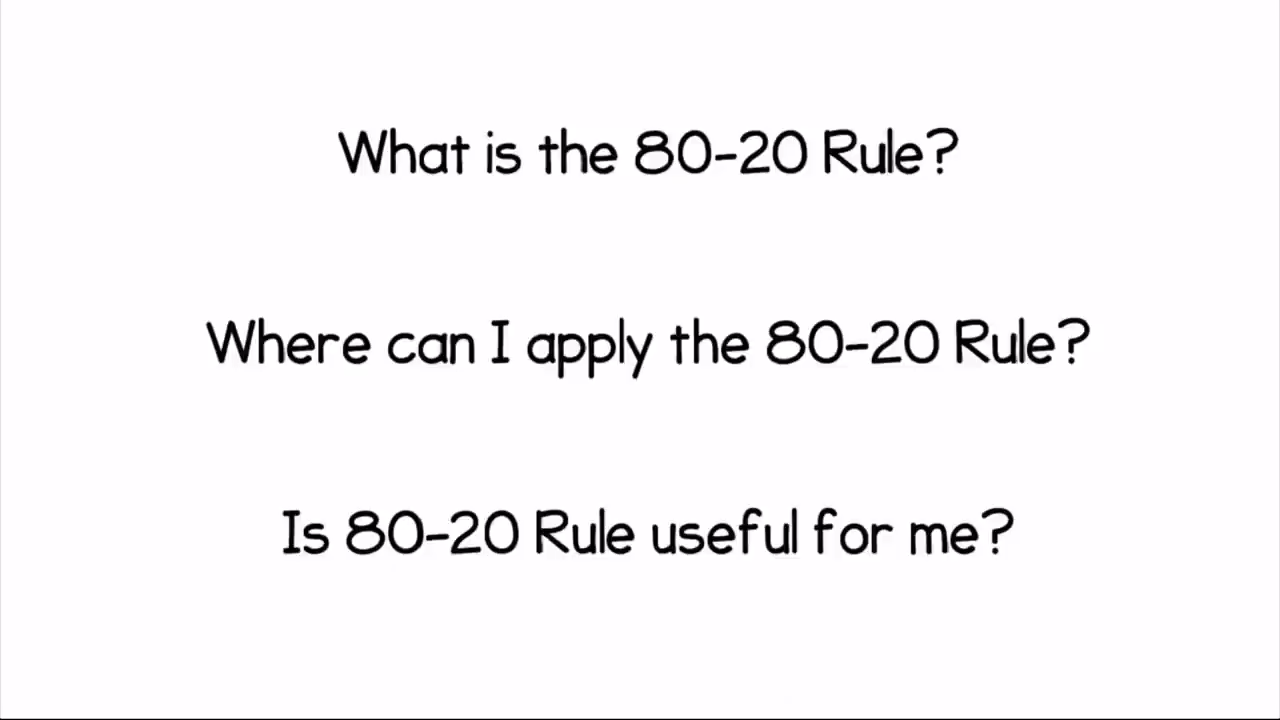 What is the 80-20 Rule?
Where can I apply the 80-20 Rule?
Is 80-20 Rule useful for me?